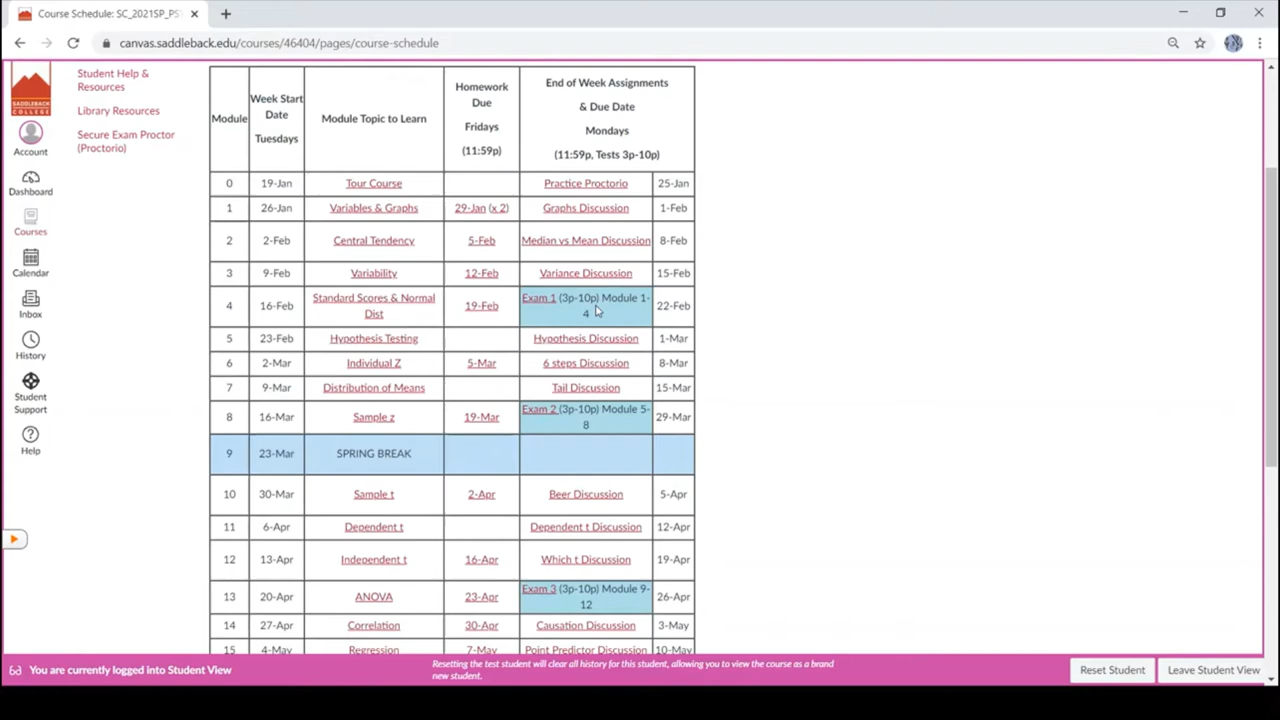 Course Schedule: SC_2021SP_PS
canvas.saddleback.edu/courses/46404/pages/course-schedule
SADDLEBACK
COLLEGE
Account
Dashboard
Courses
Calendar
Inbox
History
Student
Support
Help
Student Help &
Resources
Library Resources
Secure Exam Proctor
(Proctorio)
Module
Week Start
Date
Tuesdays
Module Topic to Learn
Homework
Due
Fridays
(11:59p)
End of Week Assignments
& Due Date
Mondays
(11:59p, Tests 3p-10p)
0 19-Jan Tour Course Practice Proctorio 25-Jan
1 26-Jan Variables & Graphs 29-Jan (x 2) Graphs Discussion 1-Feb
2 2-Feb Central Tendency 5-Feb Median vs Mean Discussion 8-Feb
3 9-Feb Variability 12-Feb Variance Discussion 15-Feb
4 16-Feb Standard Scores & Normal
Dist 19-Feb Exam 1 (3p-10p) Module 1-
4 22-Feb
5 23-Feb Hypothesis Testing Hypothesis Discussion 1-Mar
6 2-Mar Individual Z 5-Mar 6 steps Discussion 8-Mar
7 9-Mar Distribution of Means Tail Discussion 15-Mar
8 16-Mar Sample z 19-Mar Exam 2 (3p-10p) Module 5-
8 29-Mar
9 23-Mar SPRING BREAK
10 30-Mar Sample t 2-Apr Beer Discussion 5-Apr
11 6-Apr Dependent t Dependent t Discussion 12-Apr
12 13-Apr Independent t 16-Apr Which t Discussion 19-Apr
13 20-Apr ANOVA 23-Apr Exam 3 (3p-10p) Module 9-
12 26-Apr
14 27-Apr Correlation 30-Apr Causation Discussion 3-May
15 4-May Regression 7-May Point Predictor Discussion 10-May
You are currently logged into Student View
Resetting the test student will clear all history for this student, allowing you to view the course as a brand
new student.
Reset Student
Leave Student View